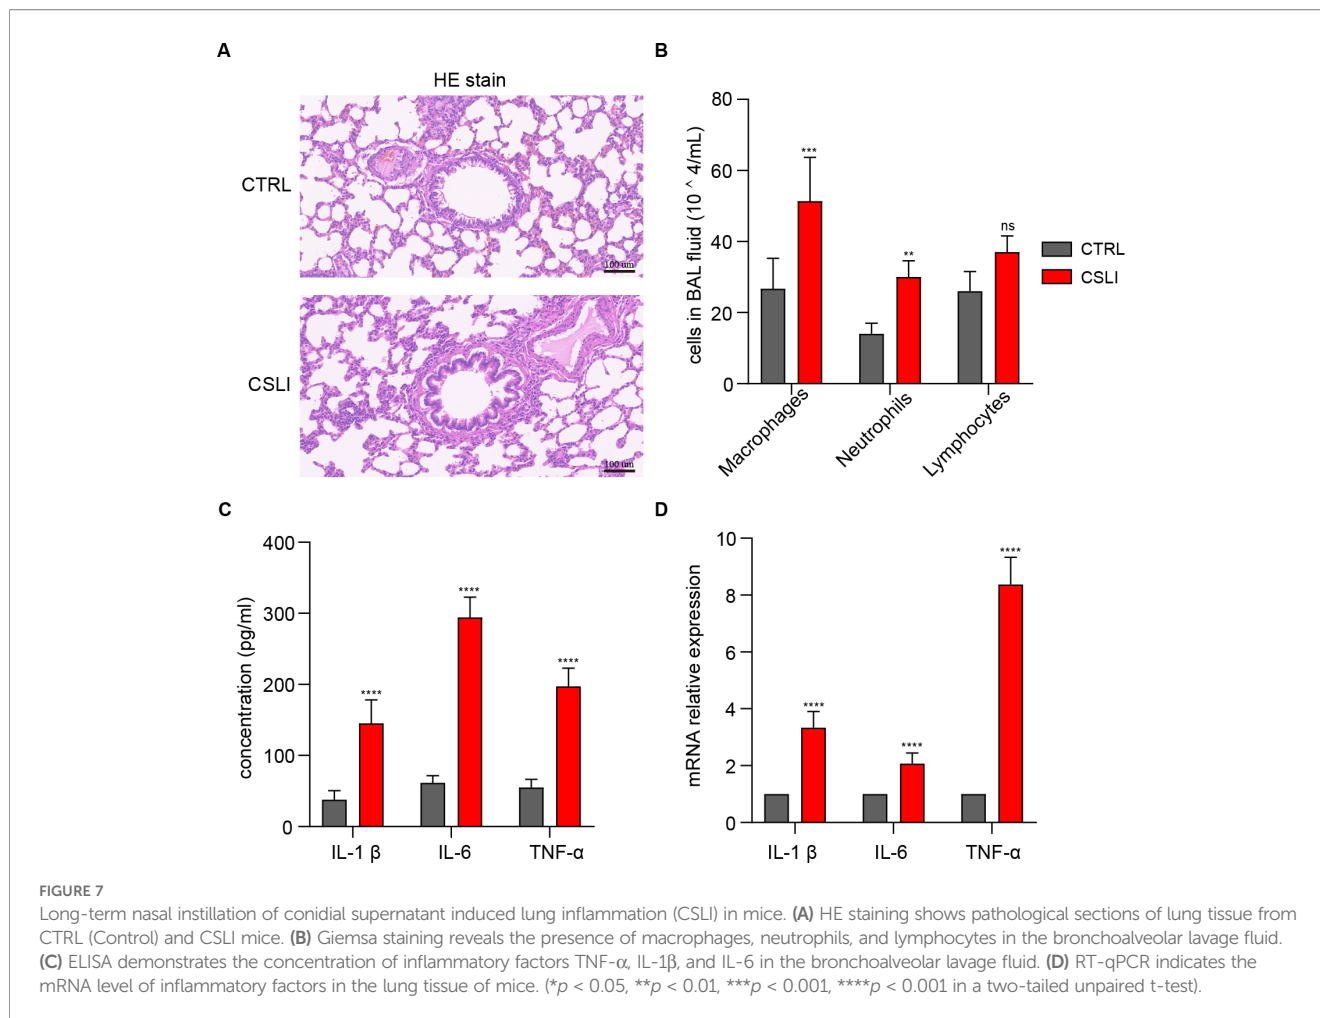 A
HE stain
CTRL
100 um
CSLI
100 um
B
cells in BAL fluid (10 ^ 4/mL)
80
60
40
20
0
***
**
ns
Macrophages
Neutrophils
Lymphocytes
CTRL
CSLI
C
concentration (pg/ml)
400
300
200
100
0
****
****
****
IL-1 β
IL-6
TNF-α
D
mRNA relative expression
10
8
6
4
2
0
****
****
****
IL-1 β
IL-6
TNF-α
FIGURE 7
Long-term nasal instillation of conidial supernatant induced lung inflammation (CSLI) in mice. (A) HE staining shows pathological sections of lung tissue from
CTRL (Control) and CSLI mice. (B) Giemsa staining reveals the presence of macrophages, neutrophils, and lymphocytes in the bronchoalveolar lavage fluid.
(C) ELISA demonstrates the concentration of inflammatory factors TNF-α, IL-1β, and IL-6 in the bronchoalveolar lavage fluid. (D) RT-qPCR indicates the
mRNA level of inflammatory factors in the lung tissue of mice. (*p < 0.05, **p < 0.01, ***p < 0.001, ****p < 0.001 in a two-tailed unpaired t-test).